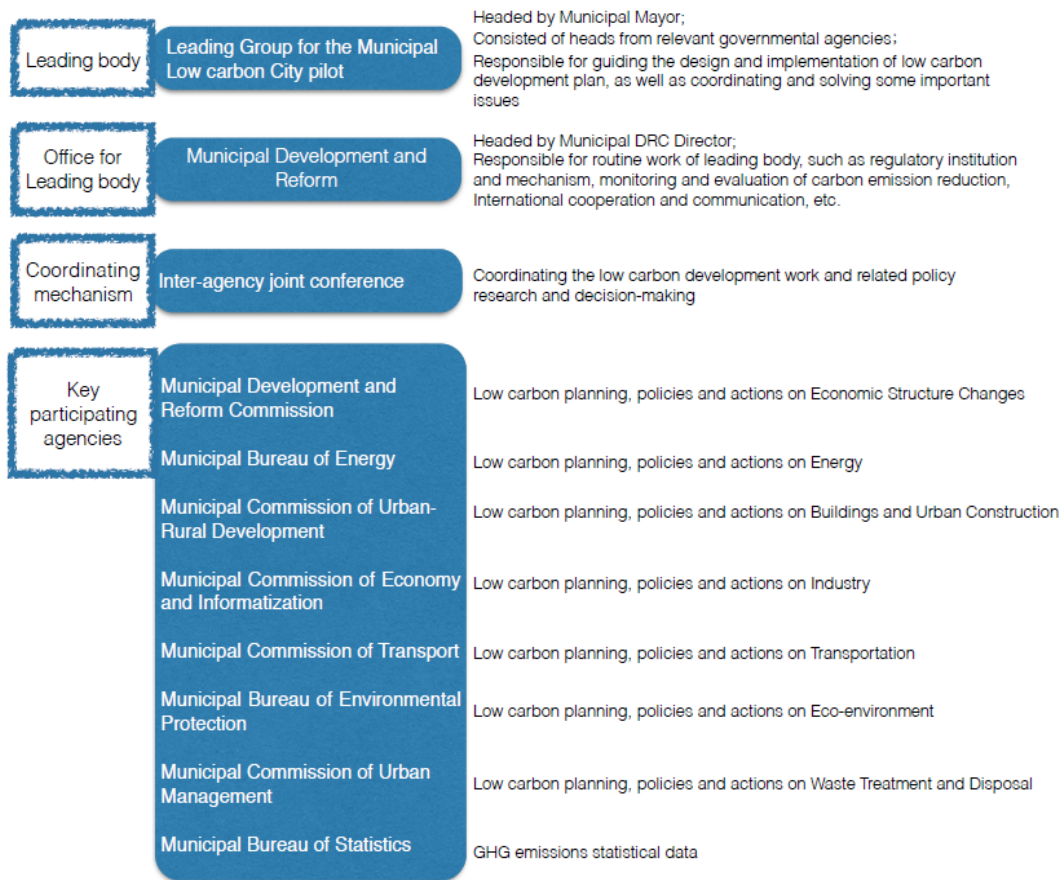 Leading body
Leading Group for the Municipal
Low carbon City pilot
Headed by Municipal Mayor;
Consisted of heads from relevant governmental agencies;
Responsible for guiding the design and implementation of low carbon
development plan, as well as coordinating and solving some important
issues
Office for
Leading body
Municipal Development and
Reform
Headed by Municipal DRC Director;
Responsible for routine work of leading body, such as regulatory institution
and mechanism, monitoring and evaluation of carbon emission reduction,
International cooperation and communication, etc.
Coordinating
mechanism
Inter-agency joint conference
Coordinating the low carbon development work and related policy
research and decision-making
Key
participating
agencies
Municipal Development and
Reform Commission
Low carbon planning, policies and actions on Economic Structure Changes
Municipal Bureau of Energy
Low carbon planning, policies and actions on Energy
Municipal Commission of Urban-
Rural Development
Low carbon planning, policies and actions on Buildings and Urban Construction
Municipal Commission of Economy
and Informatization
Low carbon planning, policies and actions on Industry
Municipal Commission of Transport
Low carbon planning, policies and actions on Transportation
Municipal Bureau of Environmental
Protection
Low carbon planning, policies and actions on Eco-environment
Municipal Commission of Urban
Management
Low carbon planning, policies and actions on Waste Treatment and Disposal
Municipal Bureau of Statistics
GHG emissions statistical data